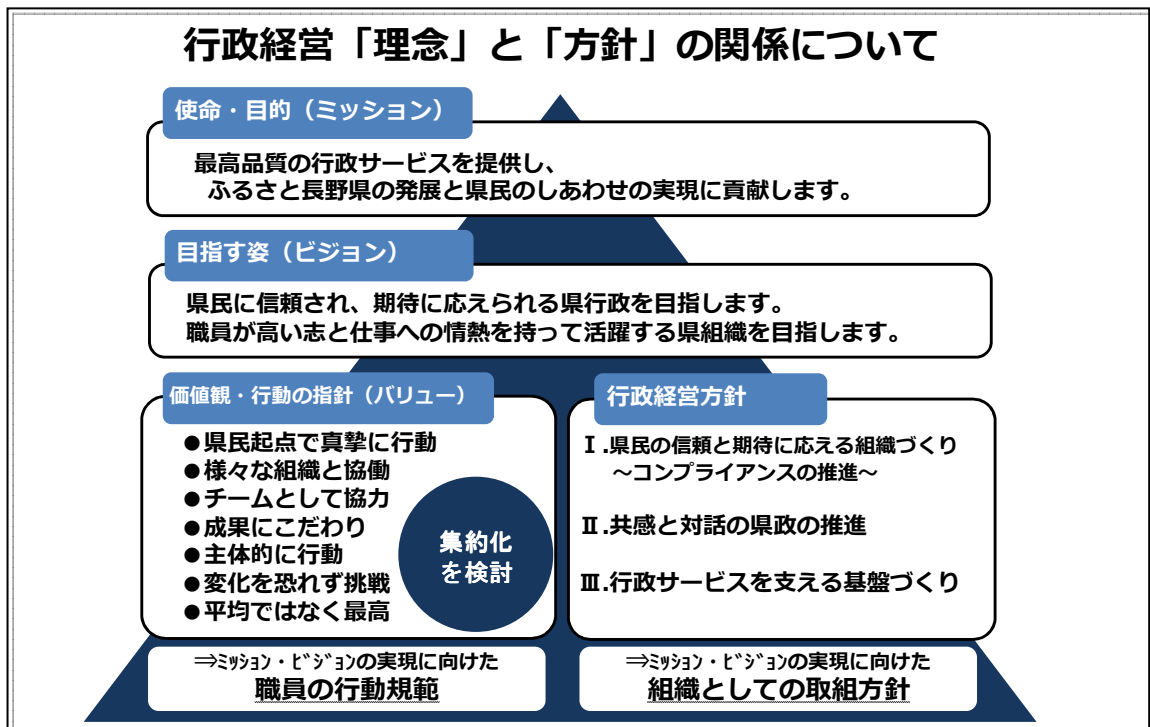 行政経営「理念」と「方針」の関係について
使命・目的（ミッション）
最高品質の行政サービスを提供し、
ふるさと長野県の発展と県民のしあわせの実現に貢献します。
目指す姿（ビジョン）
県民に信頼され、期待に応えられる県行政を目指します。
職員が高い志と仕事への情熱を持って活躍する県組織を目指します。
価値観・行動の指針（バリュー）
●県民起点で真摯に行動
●様々な組織と協働
●チームとして協力
●成果にこだわり
●主体的に行動
●変化を恐れず挑戦
●平均ではなく最高
集約化
を検討
⇒ﾐｯｼｮﾝ・ﾋﾞｼﾞｮﾝの実現に向けた
職員の行動規範
行政経営方針
Ⅰ.県民の信頼と期待に応える組織づくり
～コンプライアンスの推進～
Ⅱ.共感と対話の県政の推進
Ⅲ.行政サービスを支える基盤づくり
⇒ﾐｯｼｮﾝ・ﾋﾞｼﾞｮﾝの実現に向けた
組織としての取組方針